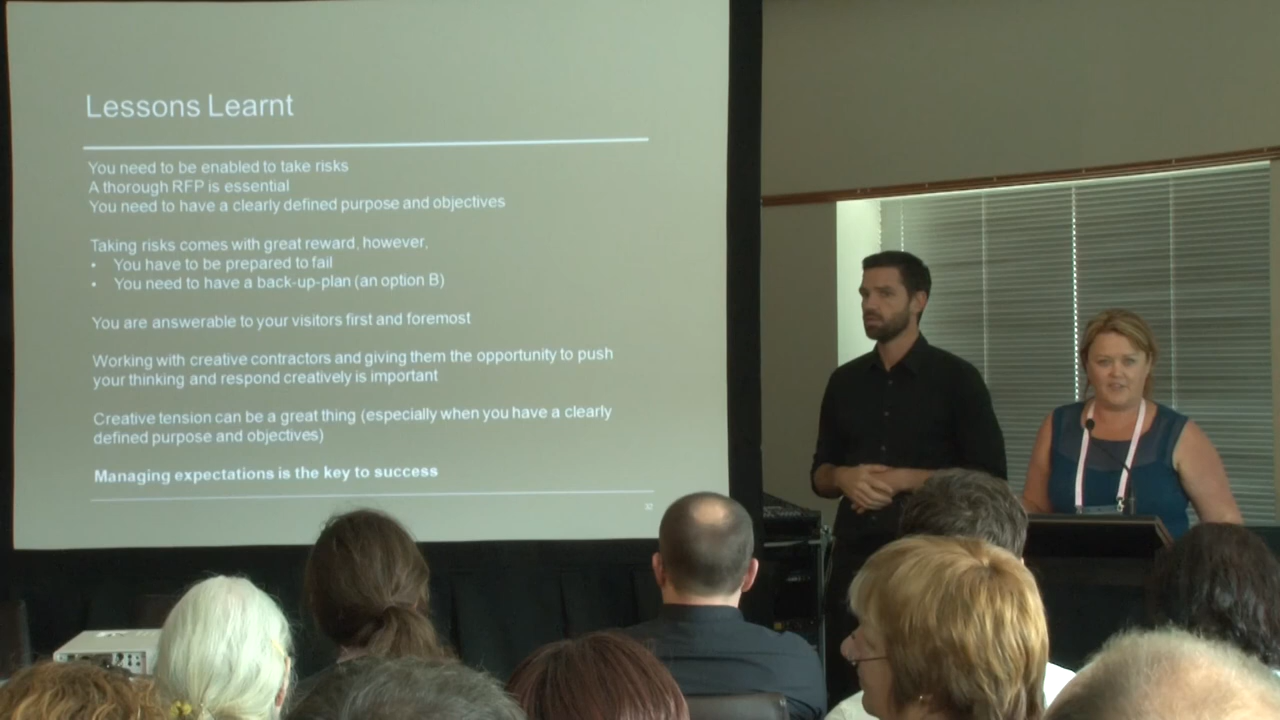 Lessons Learnt
You need to be enabled to take risks
A thorough RFP is essential
You need to have a clearly defined purpose and objectives
Taking risks comes with great reward, however,
• You have to be prepared to fail
• You need to have a back-up-plan (an option B)
You are answerable to your visitors first and foremost
Working with creative contractors and giving them the opportunity to push
your thinking and respond creatively is important
Creative tension can be a great thing (especially when you have a clearly
defined purpose and objectives)
Managing expectations is the key to success
32